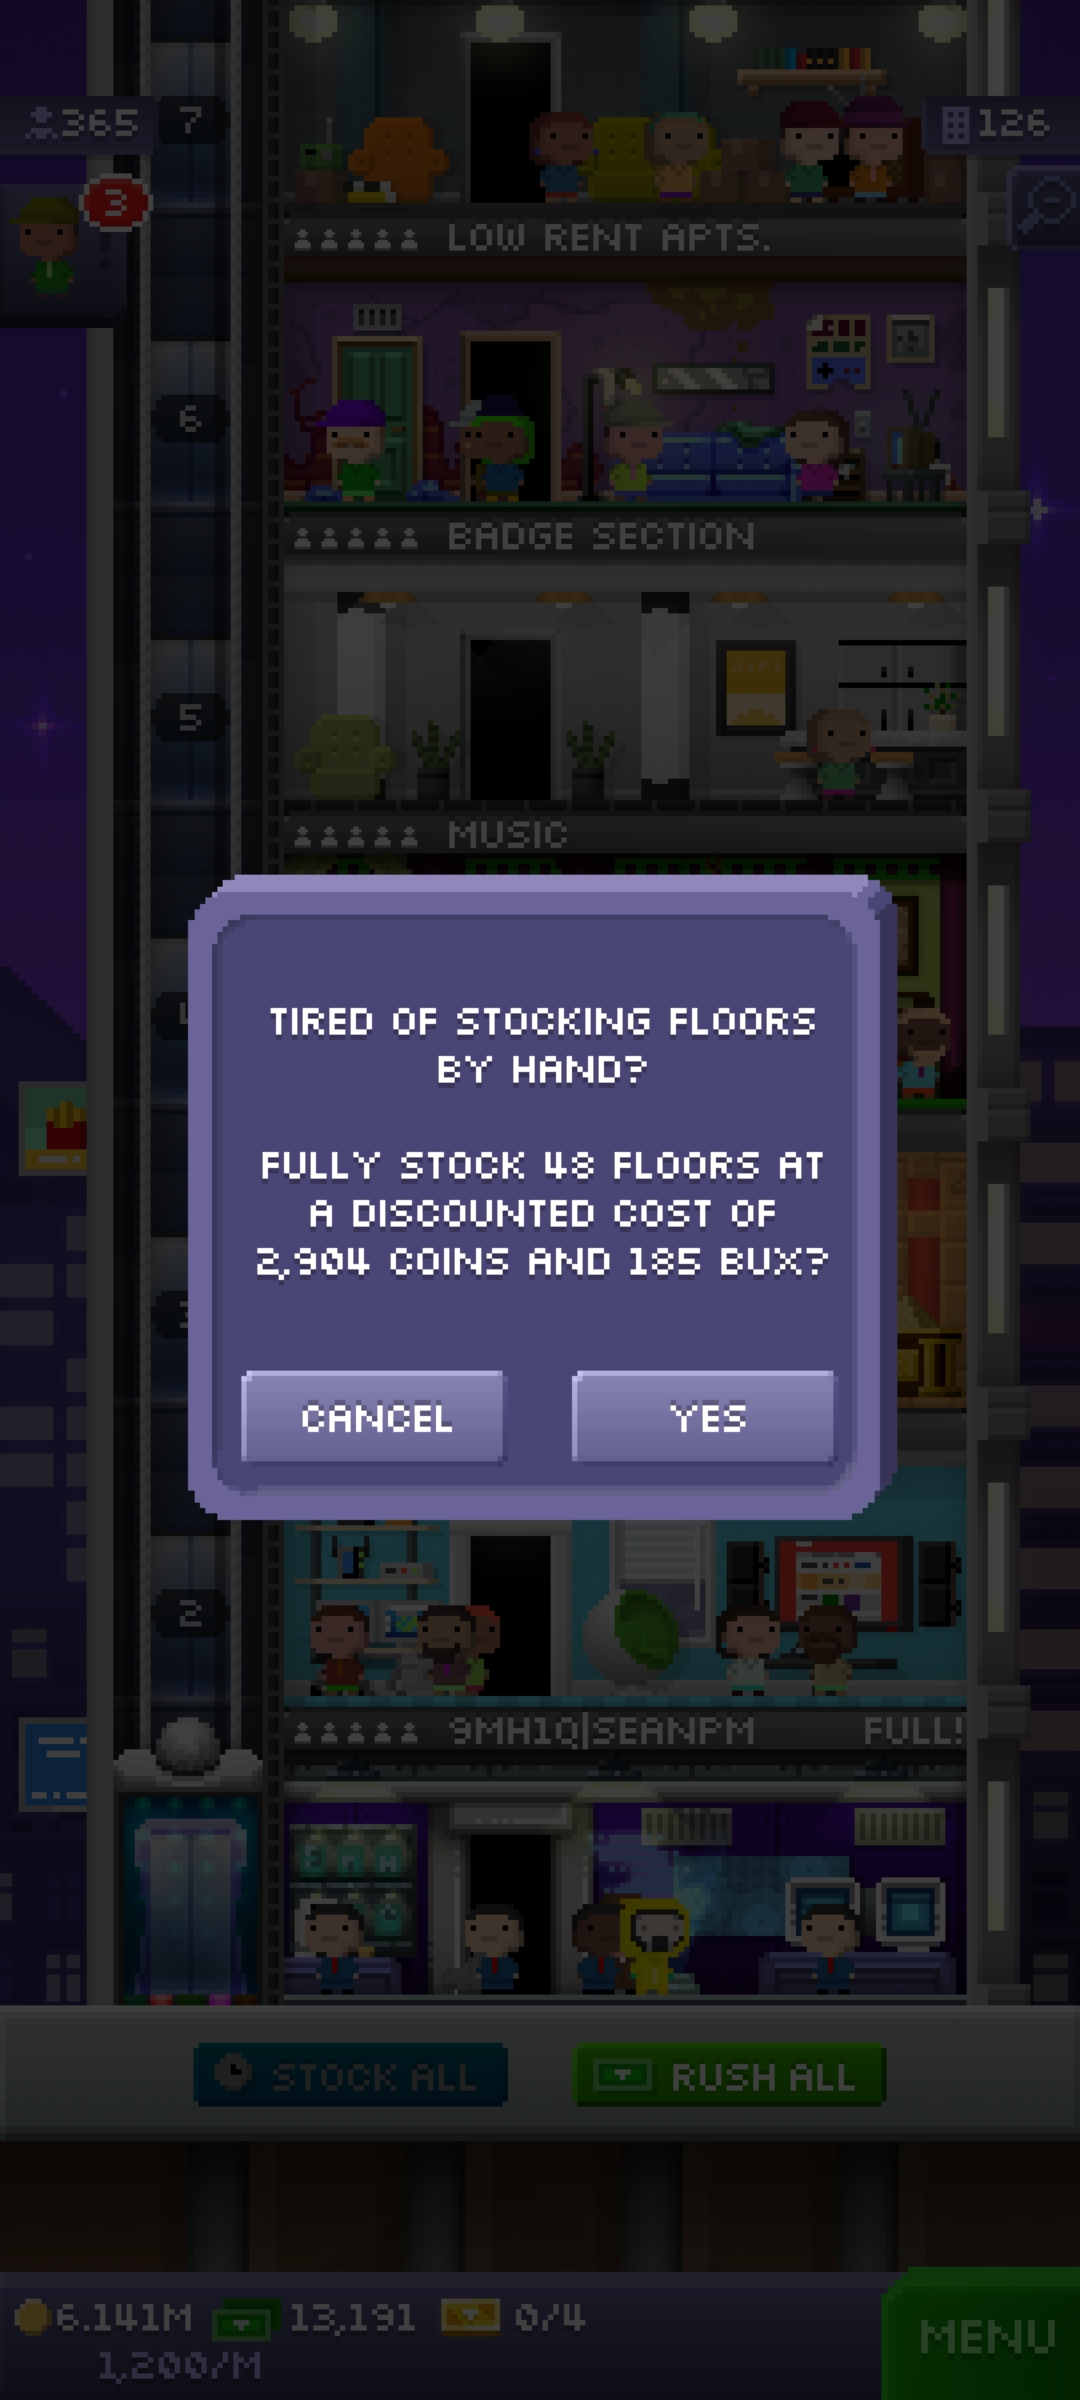 365
7
126
3
LOW RENT APTS.
6
BADGE SECTION
5
MUSIC
TIRED OF STOCKING FLOORS
BY HAND?
FULLY STOCK 48 FLOORS AT
A DISCOUNTED COST OF
2,904 COINS AND 185 BUX?
CANCEL
YES
2
9MH1Q|SEANPM
FULL!
STOCK ALL
RUSH ALL
6.141M
13,191
0/4
1,200/M
MENU